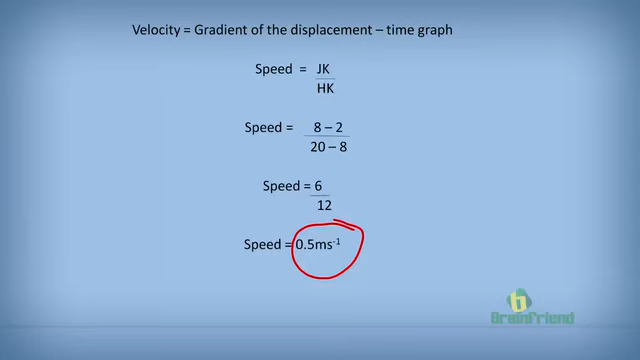 Velocity = Gradient of the displacement – time graph
Speed = JK
HK
Speed = 8 – 2
20 – 8
Speed = 6
12
Speed = 0.5ms⁻¹
b
BrainFriend